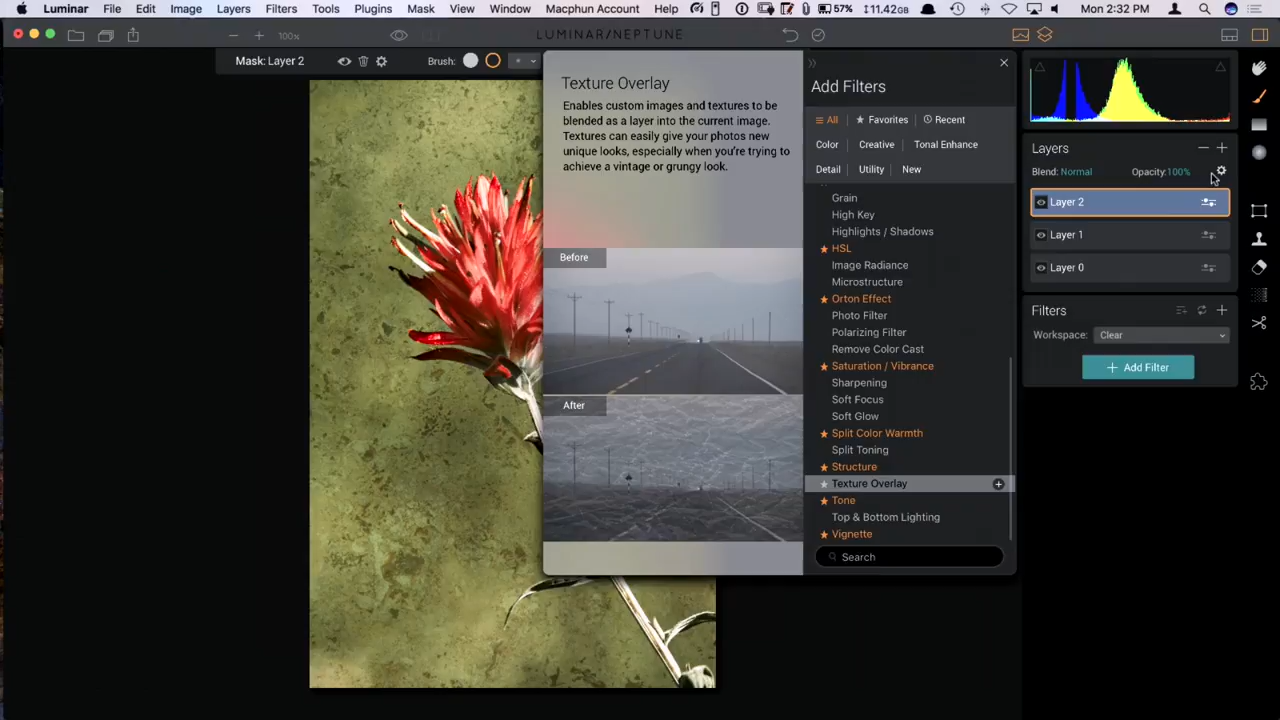 Luminar File Edit Image Layers Filters Tools Plugins Mask View Window Macphun Account Help 57% 11.42GB Mon 2:32 PM
100% LUMINAR/NEPTUNE
Mask: Layer 2 Brush:
Texture Overlay
Enables custom images and textures to be
blended as a layer into the current image.
Textures can easily give your photos new
unique looks, especially when you're trying to
achieve a vintage or grungy look.
Before
After
Add Filters
All Favorites Recent
Color Creative Tonal Enhance
Detail Utility New
Grain
High Key
Highlights / Shadows
HSL
Image Radiance
Microstructure
Orton Effect
Photo Filter
Polarizing Filter
Remove Color Cast
Saturation / Vibrance
Sharpening
Soft Focus
Soft Glow
Split Color Warmth
Split Toning
Structure
Texture Overlay
Tone
Top & Bottom Lighting
Vignette
Search
Layers
Blend: Normal Opacity:100%
Layer 2
Layer 1
Layer 0
Filters
Workspace: Clear
+ Add Filter